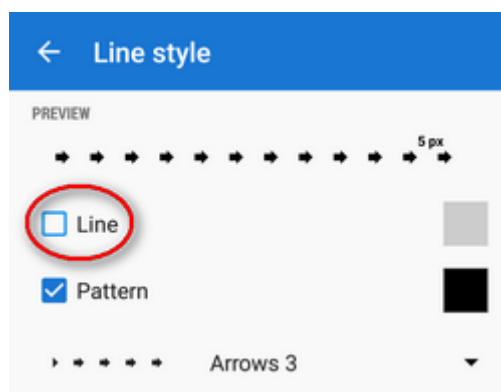 Line style
PREVIEW
5 px
Line
Pattern
Arrows 3